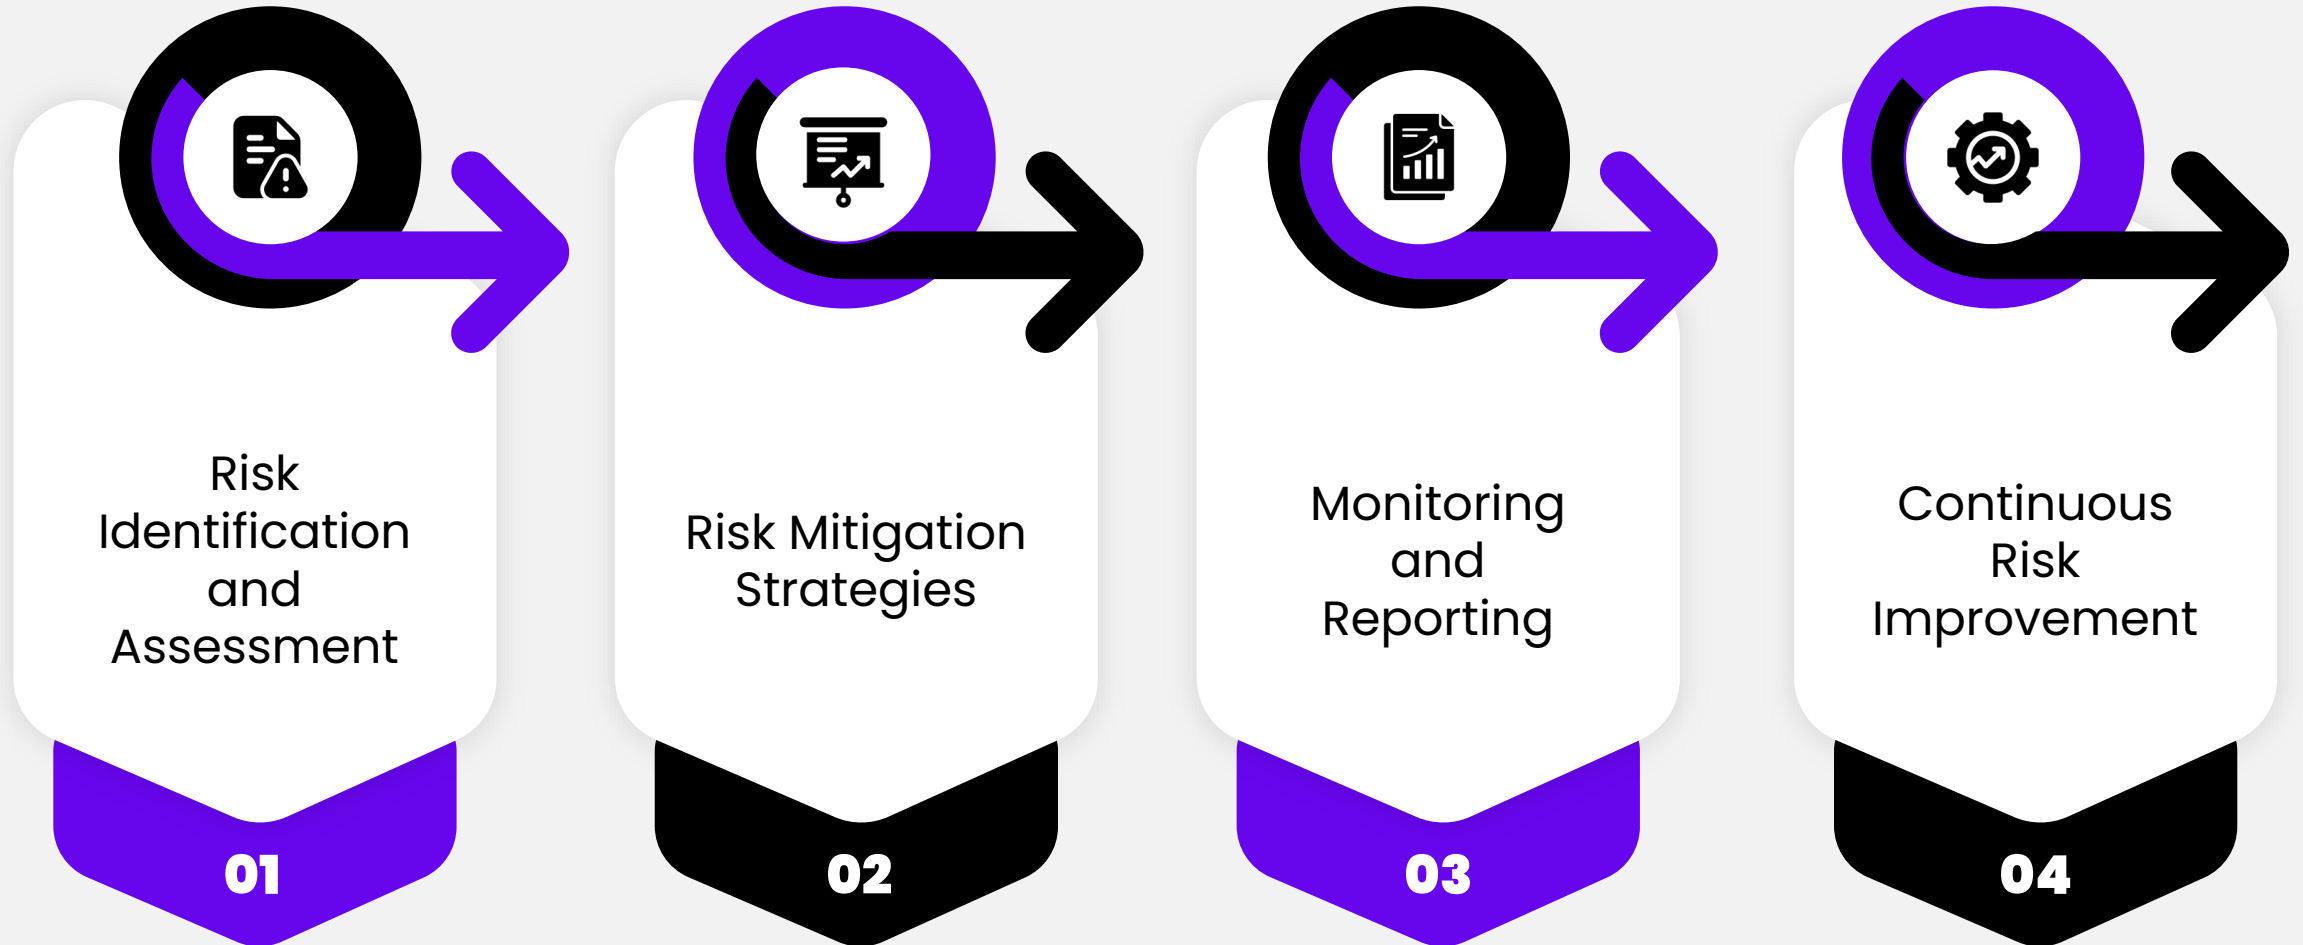 Risk
Identification
and
Assessment
01
Risk Mitigation
Strategies
02
Monitoring
and
Reporting
03
Continuous
Risk
Improvement
04